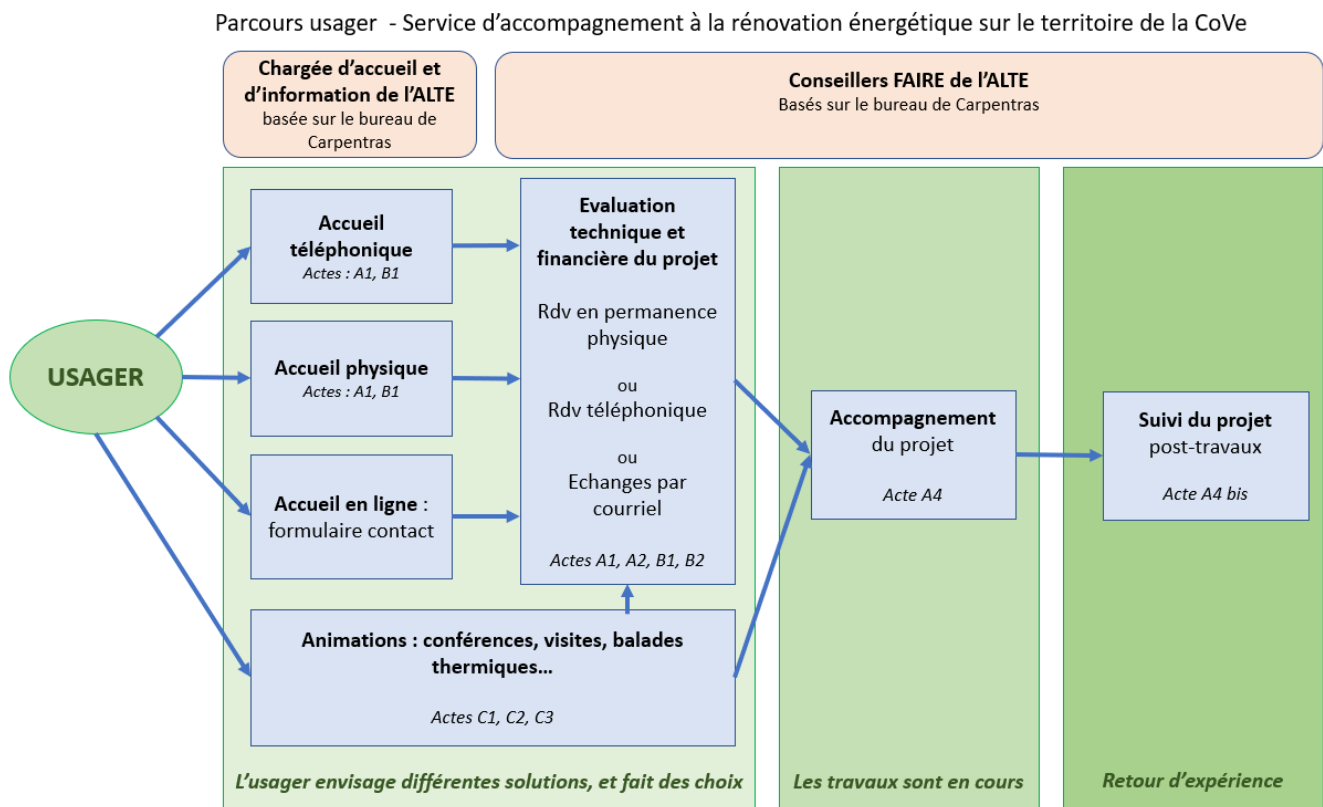 Parcours usager - Service d’accompagnement à la rénovation énergétique sur le territoire de la CoVe
Chargée d’accueil et
d’information de l’ALTE
basée sur le bureau de
Carpentras
Conseillers FAIRE de l’ALTE
Basés sur le bureau de Carpentras
USAGER
Accueil
téléphonique
Actes : A1, B1
Accueil physique
Actes : A1, B1
Accueil en ligne :
formulaire contact
Evaluation
technique et
financière du projet
Rdv en permanence
physique
ou
Rdv téléphonique
ou
Echanges par
courriel
Actes A1, A2, B1, B2
Animations : conférences, visites, balades
thermiques…
Actes C1, C2, C3
L’usager envisage différentes solutions, et fait des choix
Accompagnement
du projet
Acte A4
Les travaux sont en cours
Suivi du projet
post-travaux
Acte A4 bis
Retour d’expérience